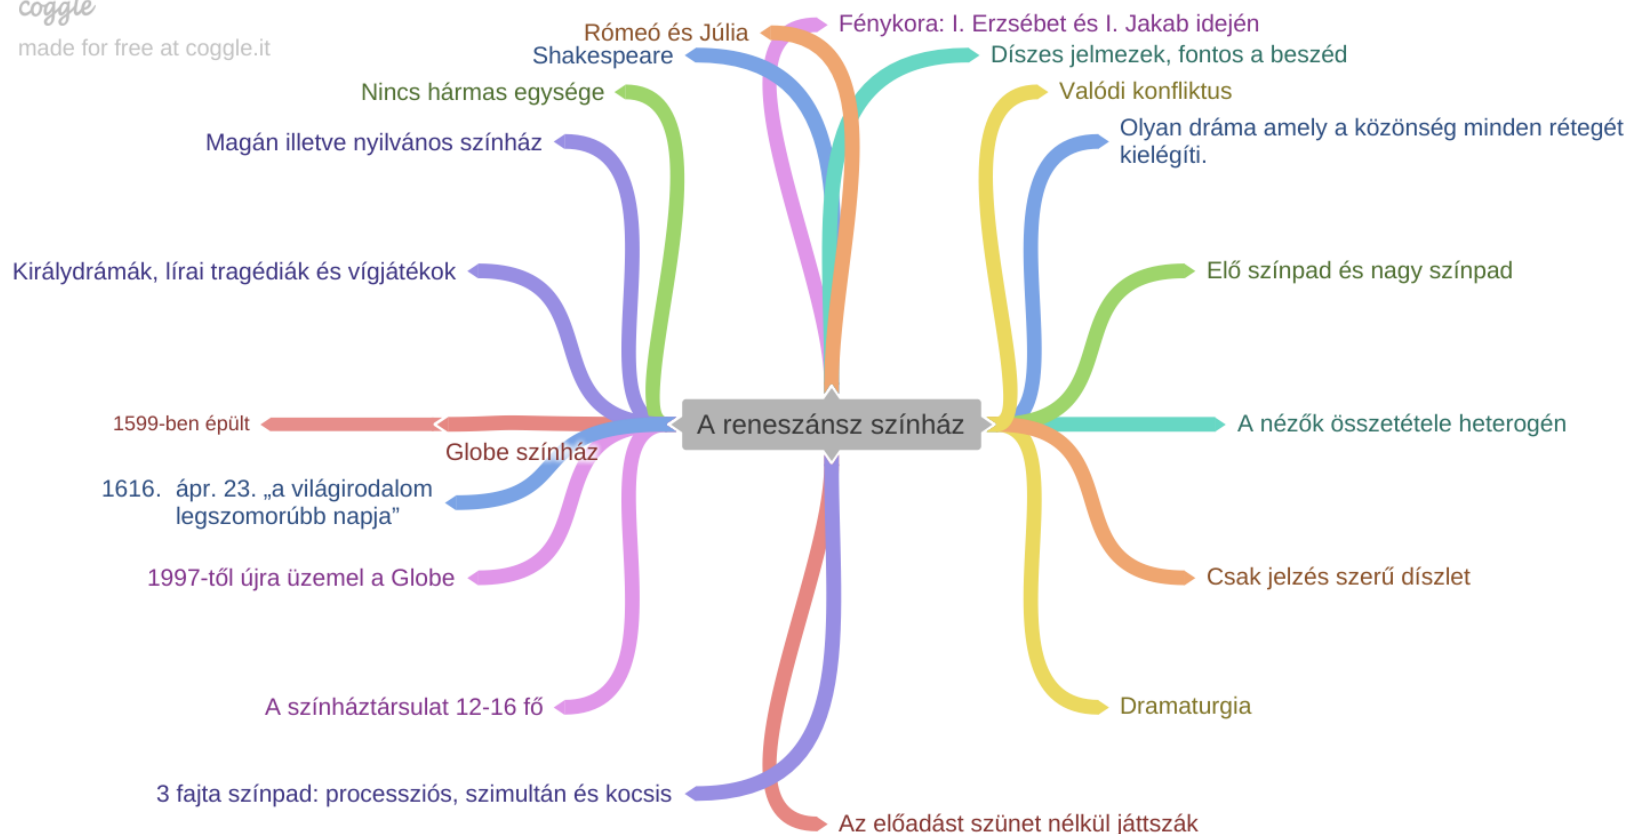 coggle
made for free at coggle.it
Rómeó és Júlia
Fénykora: I. Erzsébet és I. Jakab idején
Shakespeare
Díszes jelmezek, fontos a beszéd
Nincs hármas egysége
Valódi konfliktus
Magán illetve nyilvános színház
Olyan dráma amely a közönség minden rétegét
kielégíti.
Királydrámák, lírai tragédiák és vígjátékok
Elő színpad és nagy színpad
1599-ben épült
Globe színház
A reneszánsz színház
A nézők összetétele heterogén
1616. ápr. 23. „a világirodalom
legszomorúbb napja”
1997-től újra üzemel a Globe
Csak jelzés szerű díszlet
A színháztársulat 12-16 fő
Dramaturgia
3 fajta színpad: processziós, szimultán és kocsis
Az előadást szünet nélkül játtszák